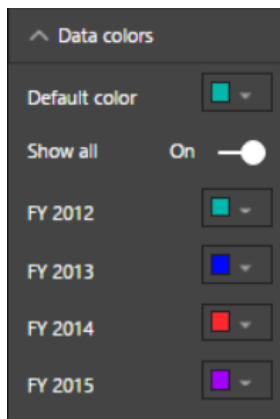 Data colors
Default color
Show all On
FY 2012
FY 2013
FY 2014
FY 2015